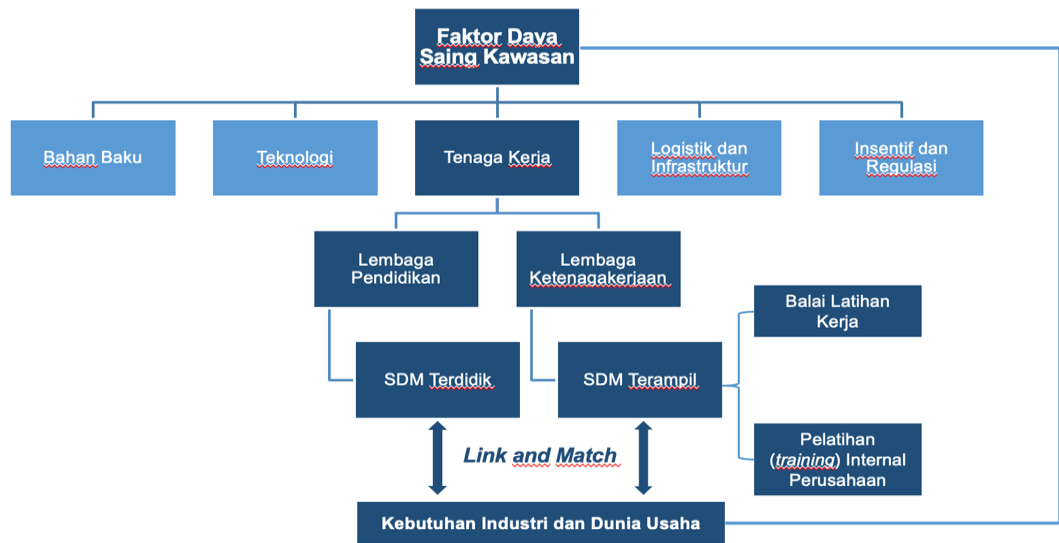 Faktor Daya
Saing Kawasan
Bahan Baku
Teknologi
Tenaga Kerja
Logistik dan
Infrastruktur
Insentif dan
Regulasi
Lembaga
Pendidikan
Lembaga
Ketenagakerjaan
Balai Latihan
Kerja
SDM Terdidik
SDM Terampil
Link and Match
Pelatihan
(training) Internal
Perusahaan
Kebutuhan Industri dan Dunia Usaha